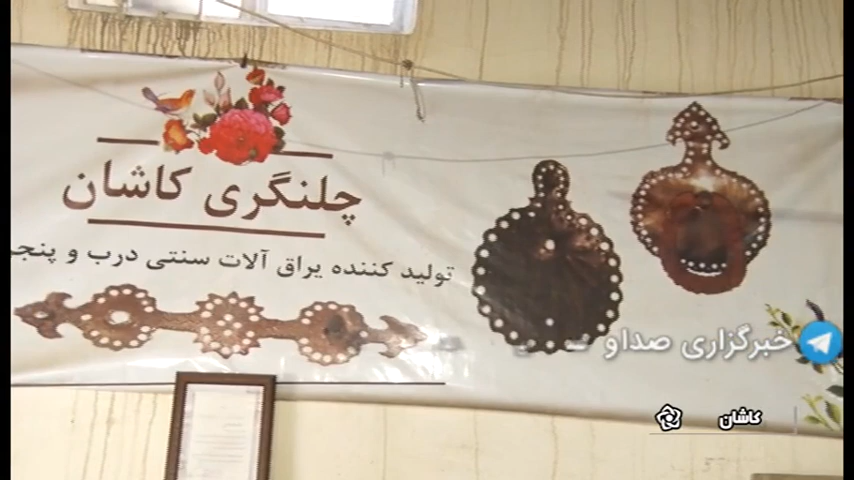 چلنگری کاشان
تولید کننده یراق آلات سنتی درب و پنجر
خبرگزاری صداو
کاشان